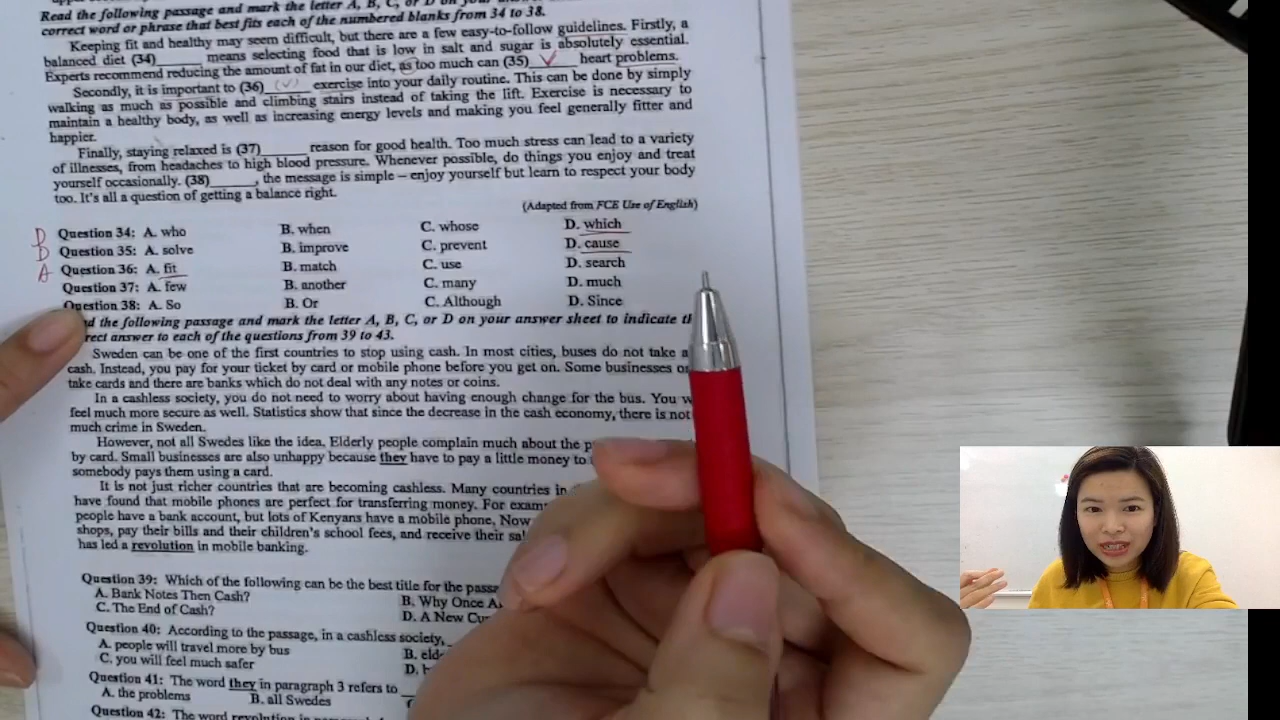 Read the following passage and mark the letter A, B, C, or D on your answer
correct word or phrase that best fits each of the numbered blanks from 34 to 38.
Keeping fit and healthy may seem difficult, but there are a few easy-to-follow guidelines. Firstly, a
balanced diet (34)______ means selecting food that is low in salt and sugar is absolutely essential.
Experts recommend reducing the amount of fat in our diet, as too much can (35)______ heart problems.
Secondly, it is important to (36)______ exercise into your daily routine. This can be done by simply
walking as much as possible and climbing stairs instead of taking the lift. Exercise is necessary to
maintain a healthy body, as well as increasing energy levels and making you feel generally fitter and
happier.
Finally, staying relaxed is (37)______ reason for good health. Too much stress can lead to a variety
of illnesses, from headaches to high blood pressure. Whenever possible, do things you enjoy and treat
yourself occasionally. (38)______, the message is simple – enjoy yourself but learn to respect your body
too. It's all a question of getting a balance right.
(Adapted from FCE Use of English)
D Question 34: A. who B. when C. whose D. which
D Question 35: A. solve B. improve C. prevent D. cause
A Question 36: A. fit B. match C. use D. search
Question 37: A. few B. another C. many D. much
Question 38: A. So B. Or C. Although D. Since
the following passage and mark the letter A, B, C, or D on your answer sheet to indicate
answer to each of the questions from 39 to 43.
Sweden can be one of the first countries to stop using cash. In most cities, buses do not take
cash. Instead, you pay for your ticket by card or mobile phone before you get on. Some businesses
take cards and there are banks which do not deal with any notes or coins.
In a cashless society, you do not need to worry about having enough change for the bus. You
feel much more secure as well. Statistics show that since the decrease in the cash economy, there is not
much crime in Sweden.
However, not all Swedes like the idea. Elderly people complain much about the
by card. Small businesses are also unhappy because they have to pay a little money to
somebody pays them using a card.
It is not just richer countries that are becoming cashless. Many countries in
have found that mobile phones are perfect for transferring money. For
people have a bank account, but lots of Kenyans have a mobile phone, Now
shops, pay their bills and their children's school fees, and receive their
has led a revolution in mobile banking.
Question 39: Which of the following can be the best title for the
A. Bank Notes Then Cash? B. Why Once
C. The End of Cash? D. A New
Question 40: According to the passage, in a cashless society,
A. people will travel more by bus B.
C. you will feel much safer D.
Question 41: The word they in paragraph 3 refers to
A. the problems B. all Swedes
Question 42: The word revolution in